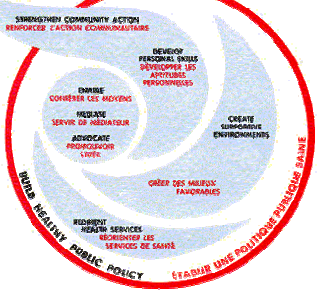 STRENGTHEN COMMUNITY ACTION
RENFORCER L'ACTION COMMUNAUTAIRE
DEVELOP
PERSONAL SKILLS
DÉVELOPPER LES
APTITUDES
PERSONNELLES
ENABLE
CONFÉRER LES MOYENS
MEDIATE
SERVIR DE MÉDIATEUR
ADVOCATE
PROMOUVOIR
L'IDÉE
CREATE
SUPPORTIVE
ENVIRONMENTS
CRÉER DES MILIEUX
FAVORABLES
REORIENT
HEALTH SERVICES
RÉORIENTER LES
SERVICES DE SANTÉ
BUILD HEALTHY PUBLIC POLICY
ÉTABLIR UNE POLITIQUE PUBLIQUE SAINE